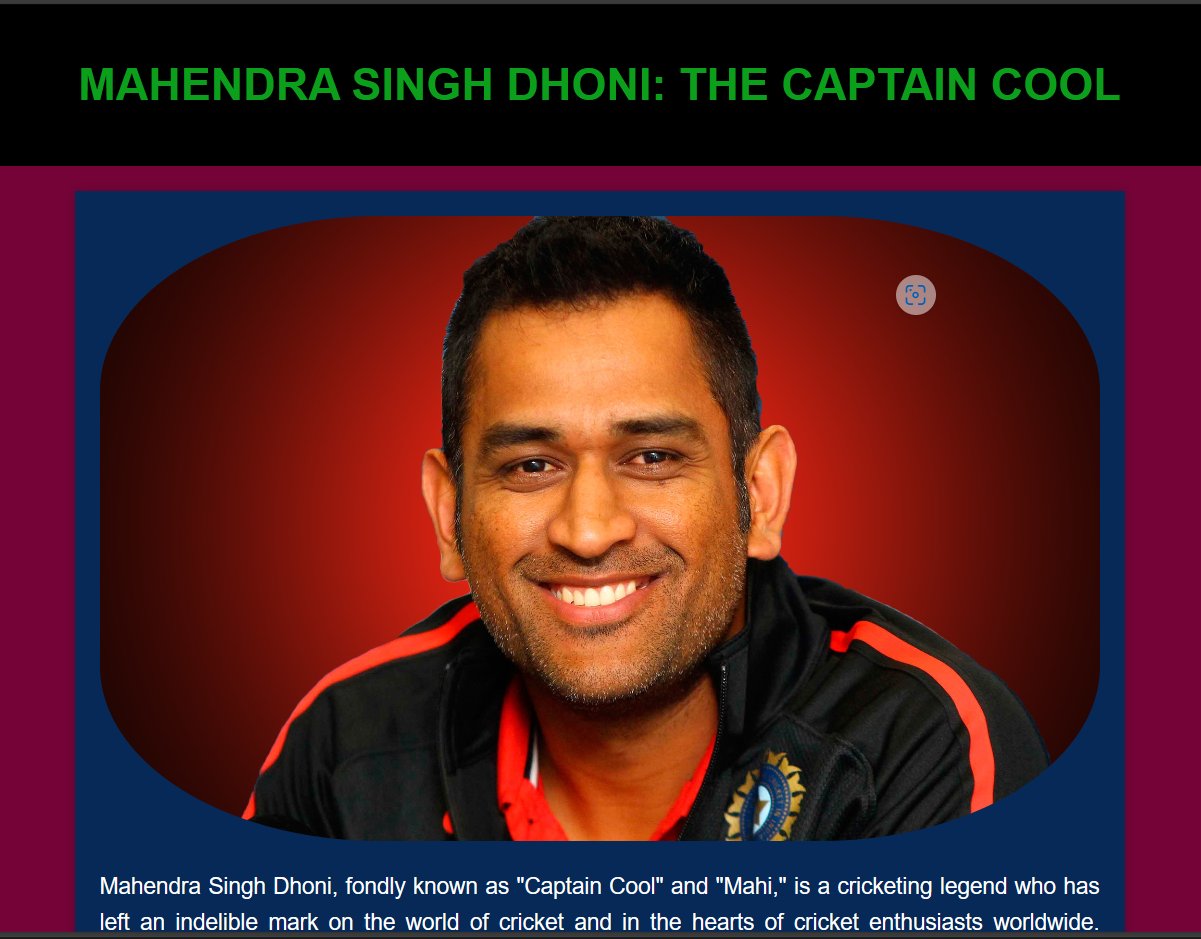 MAHENDRA SINGH DHONI: THE CAPTAIN COOL
Mahendra Singh Dhoni, fondly known as "Captain Cool" and "Mahi," is a cricketing legend who has
left an indelible mark on the world of cricket and in the hearts of cricket enthusiasts worldwide.